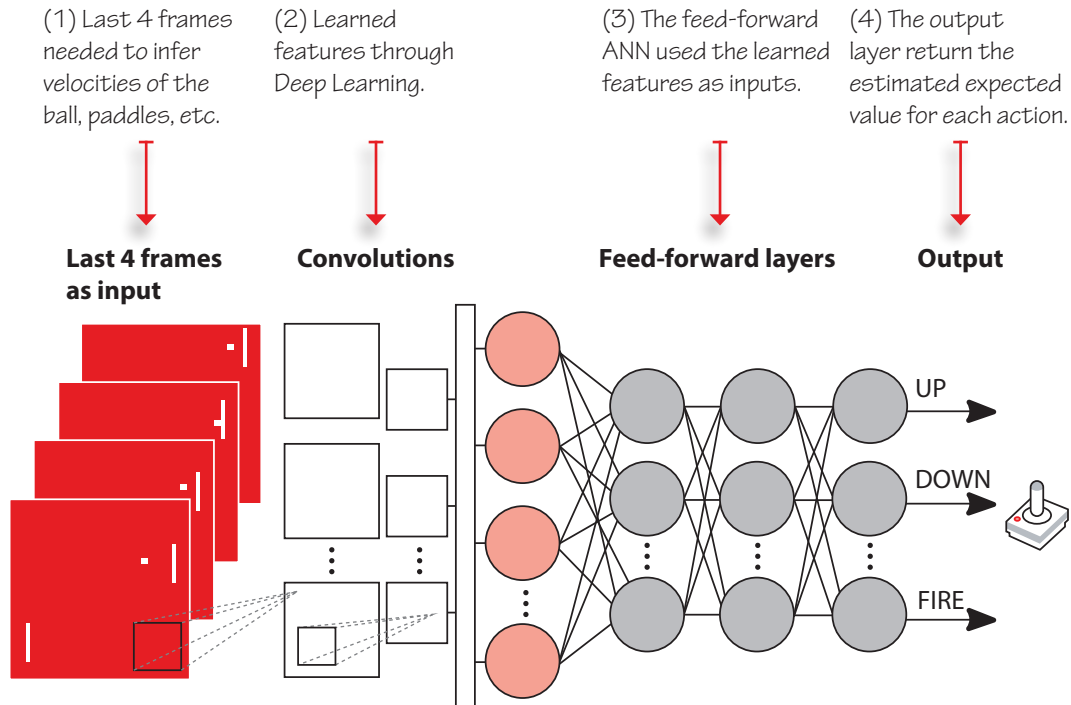 (1) Last 4 frames
needed to infer
velocities of the
ball, paddles, etc.
(2) Learned
features through
Deep Learning.
(3) The feed-forward
ANN used the learned
features as inputs.
(4) The output
layer return the
estimated expected
value for each action.
Last 4 frames
as input
Convolutions
Feed-forward layers
Output
UP
DOWN
FIRE